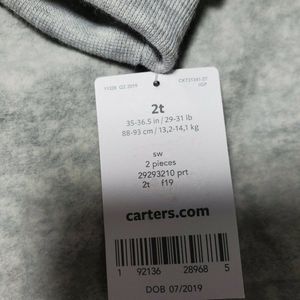 2t
35-36.5 in / 29-31 lb
88-93 cm / 13,2-14,1 kg
sw
2 pieces
29293210 prt
2t f19
carters.com
1 92136 28968 5
DOB 07/2019